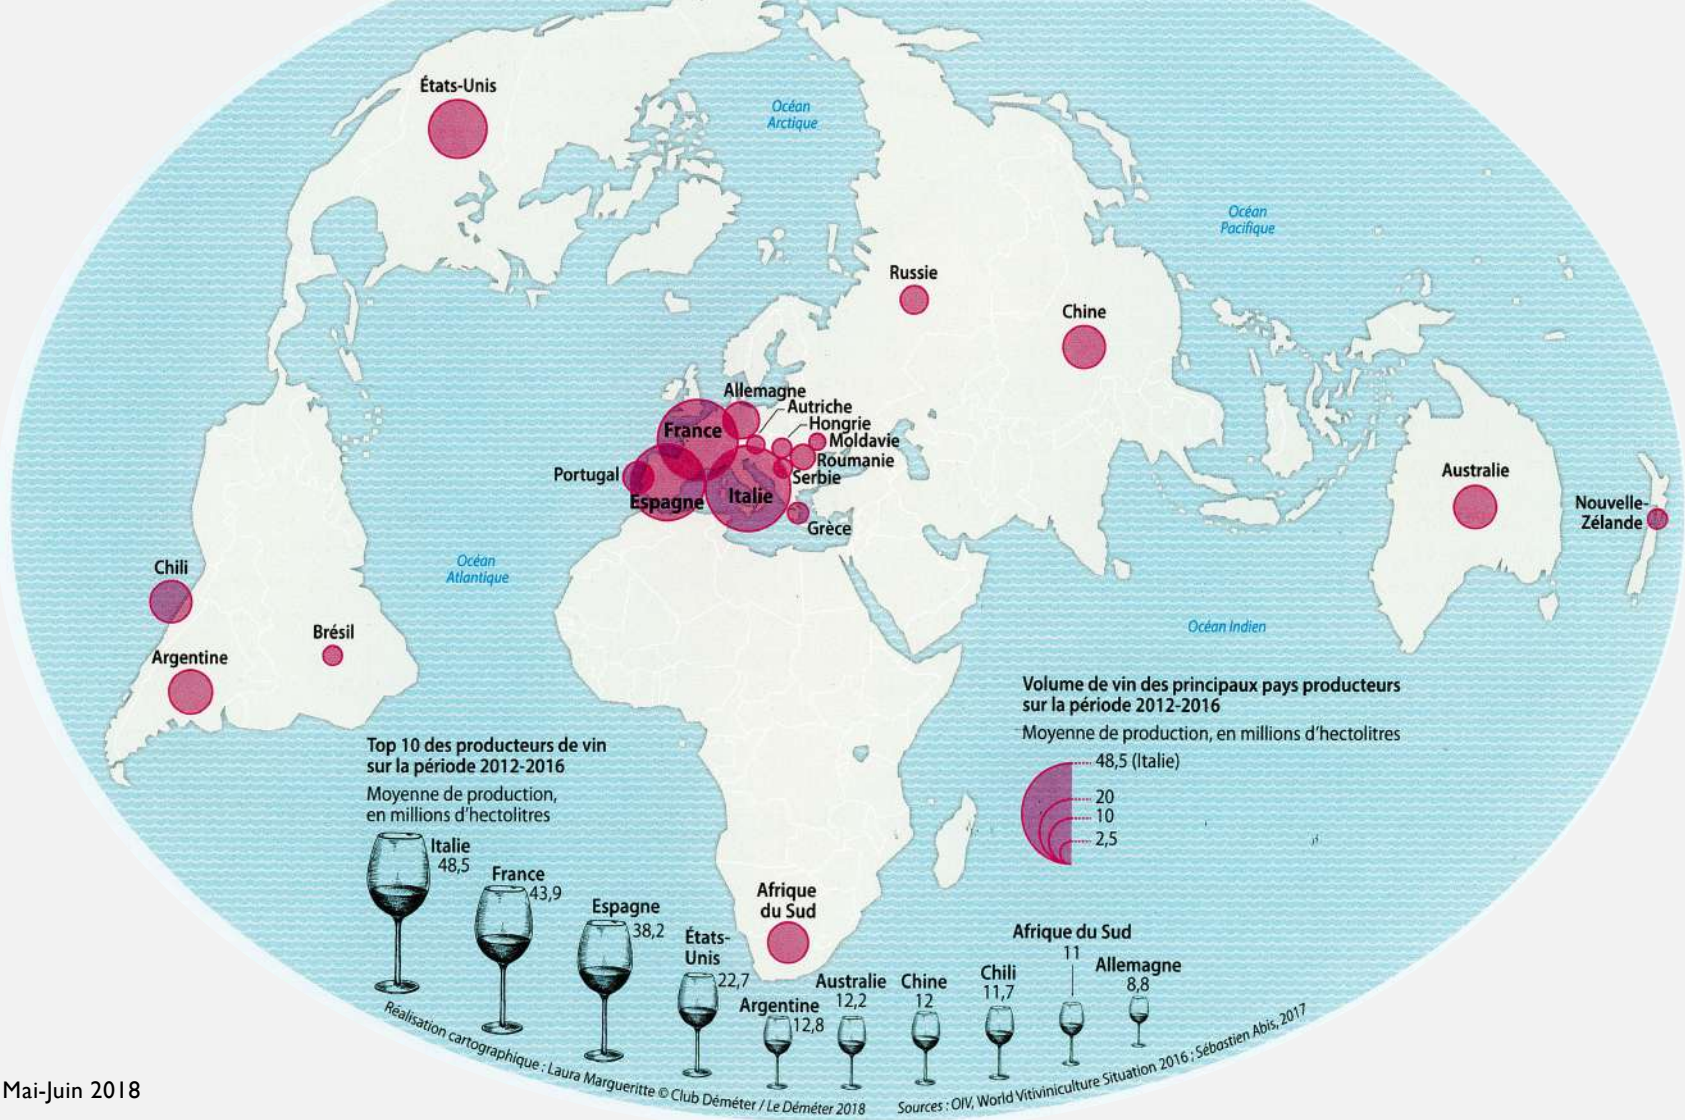 États-Unis
Océan
Arctique
Océan
Pacifique
Russie
Chine
Allemagne
Autriche
Hongrie
France
Moldavie
Roumanie
Portugal
Serbie
Espagne
Italie
Grèce
Australie
Nouvelle-
Zélande
Océan
Atlantique
Chili
Océan Indien
Brésil
Argentine
Volume de vin des principaux pays producteurs
sur la période 2012-2016
Moyenne de production, en millions d'hectolitres
48,5 (Italie)
20
10
2,5
Afrique
du Sud
Top 10 des producteurs de vin
sur la période 2012-2016
Moyenne de production,
en millions d'hectolitres
Italie
48,5
France
43,9
Espagne
38,2
États-
Unis
22,7
Argentine
12,8
Australie
12,2
Chine
12
Chili
11,7
Afrique du Sud
11
Allemagne
8,8
Réalisation cartographique : Laura Margueritte © Club Déméter / Le Déméter 2018
Sources : OIV, World Vitiviniculture Situation 2016 ; Sébastien Abis, 2017
Mai-Juin 2018